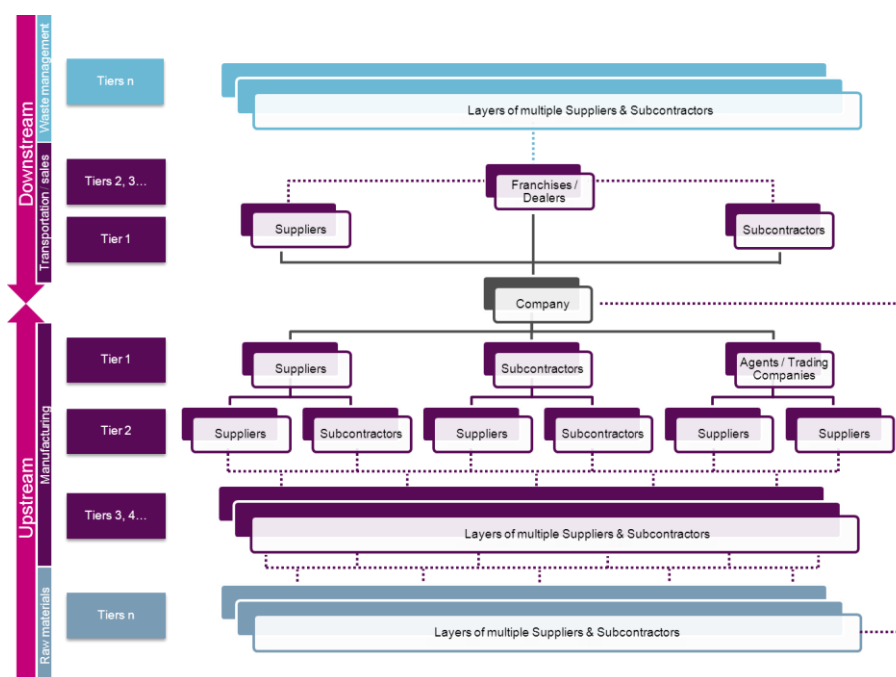 Downstream
Waste management
Tiers n
Layers of multiple Suppliers & Subcontractors
Transportation / sales
Tiers 2, 3...
Franchises /
Dealers
Tier 1
Suppliers
Subcontractors
Company
Upstream
Manufacturing
Tier 1
Suppliers
Subcontractors
Agents / Trading
Companies
Tier 2
Suppliers
Subcontractors
Suppliers
Subcontractors
Suppliers
Suppliers
Tiers 3, 4...
Layers of multiple Suppliers & Subcontractors
Raw materials
Tiers n
Layers of multiple Suppliers & Subcontractors